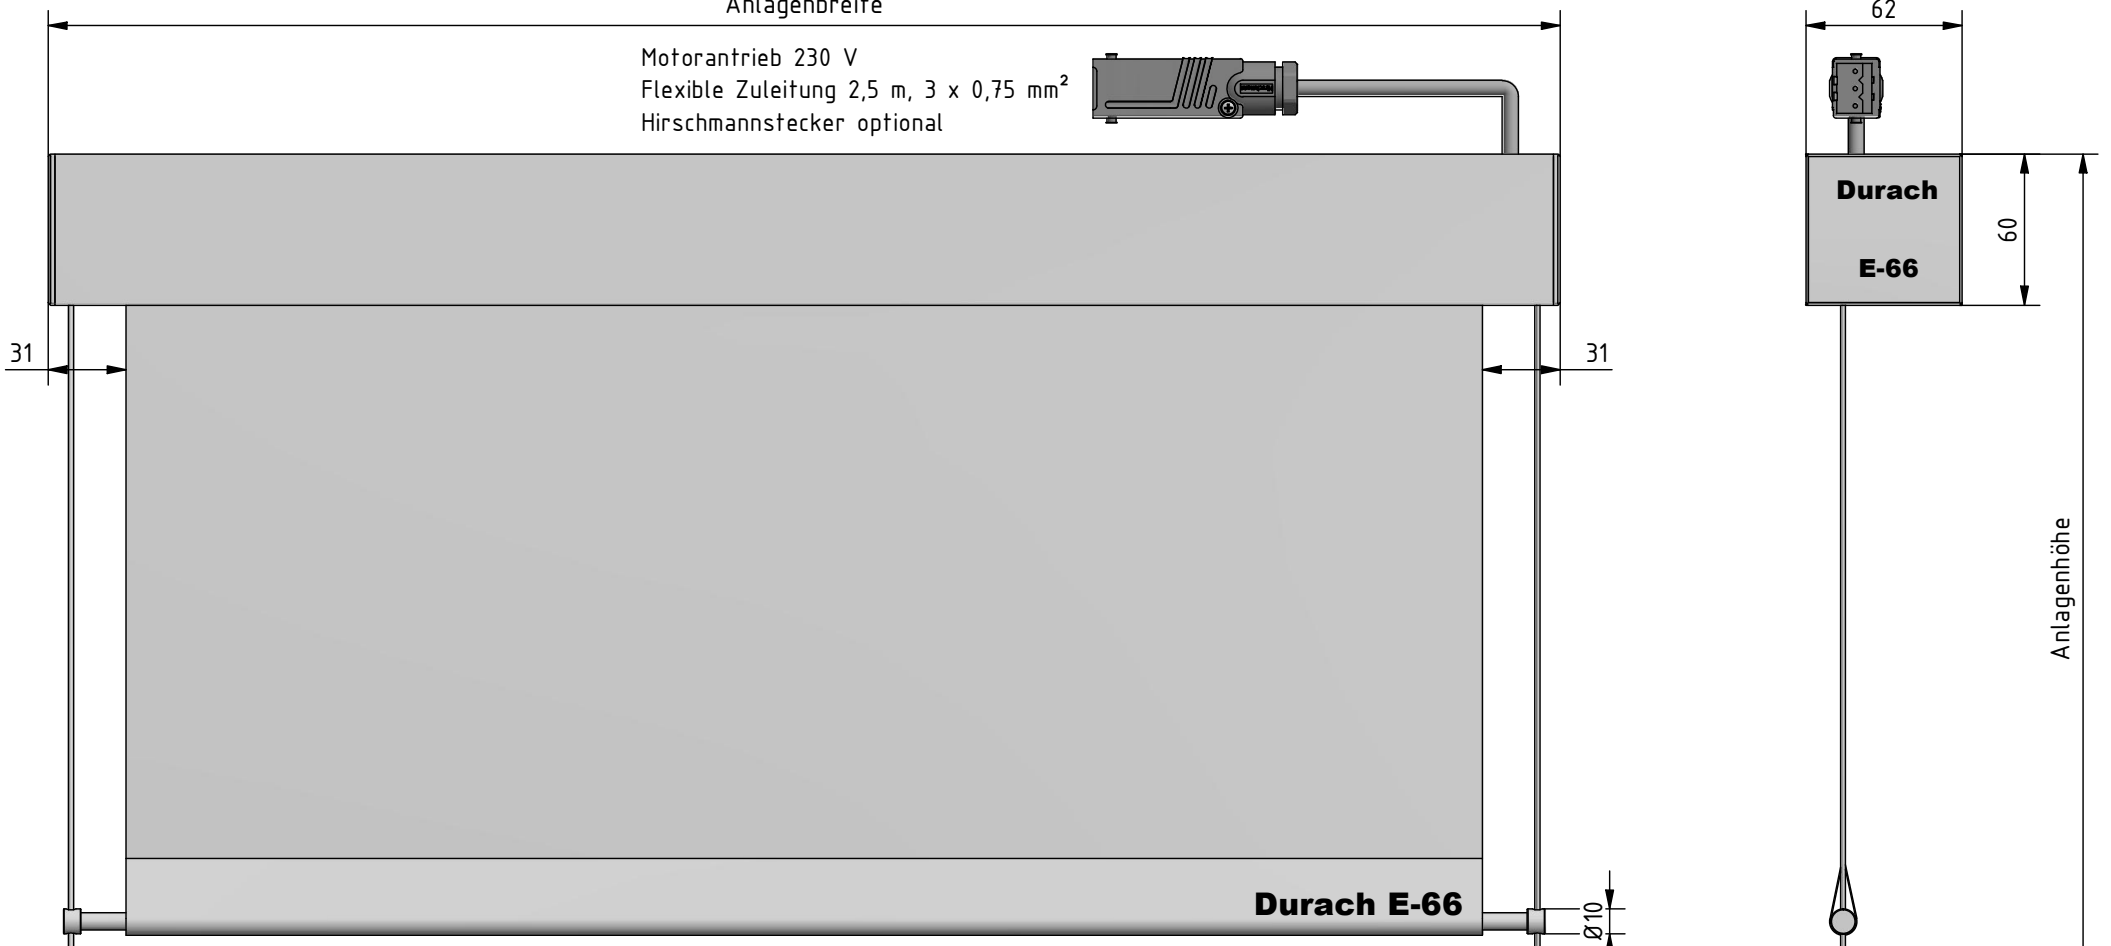 Anlagenbreite
62
Motorantrieb 230 V
Flexible Zuleitung 2,5 m, 3 x 0,75 mm²
Hirschmannstecker optional
Durach
E-66
60
31
31
Anlagenhöhe
Durach E-66
Ø10